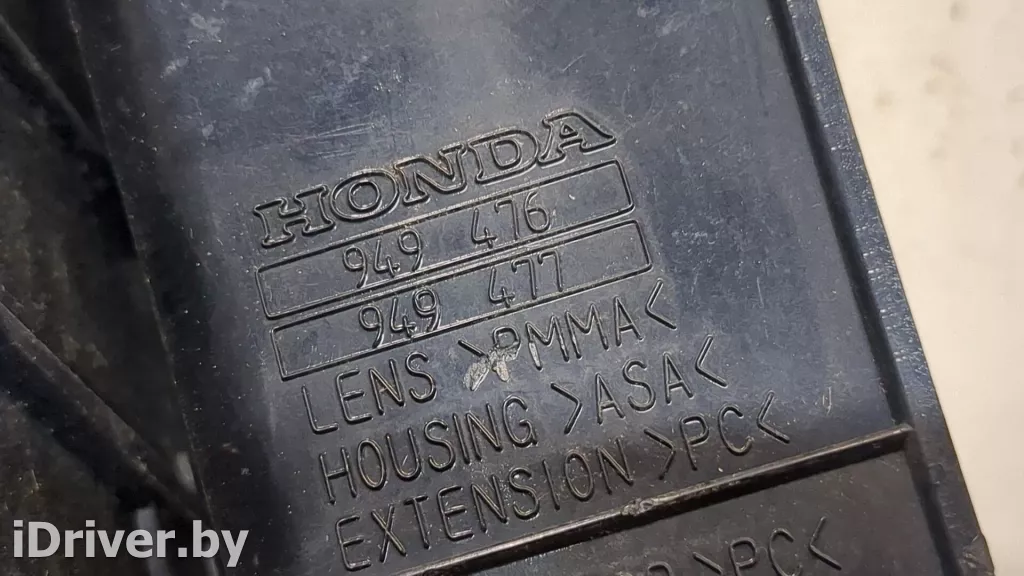 HONDA
949 476
949 477
LENS >PMMA<
HOUSING >ASA<
EXTENSION >PC<
>PC<
iDriver.by